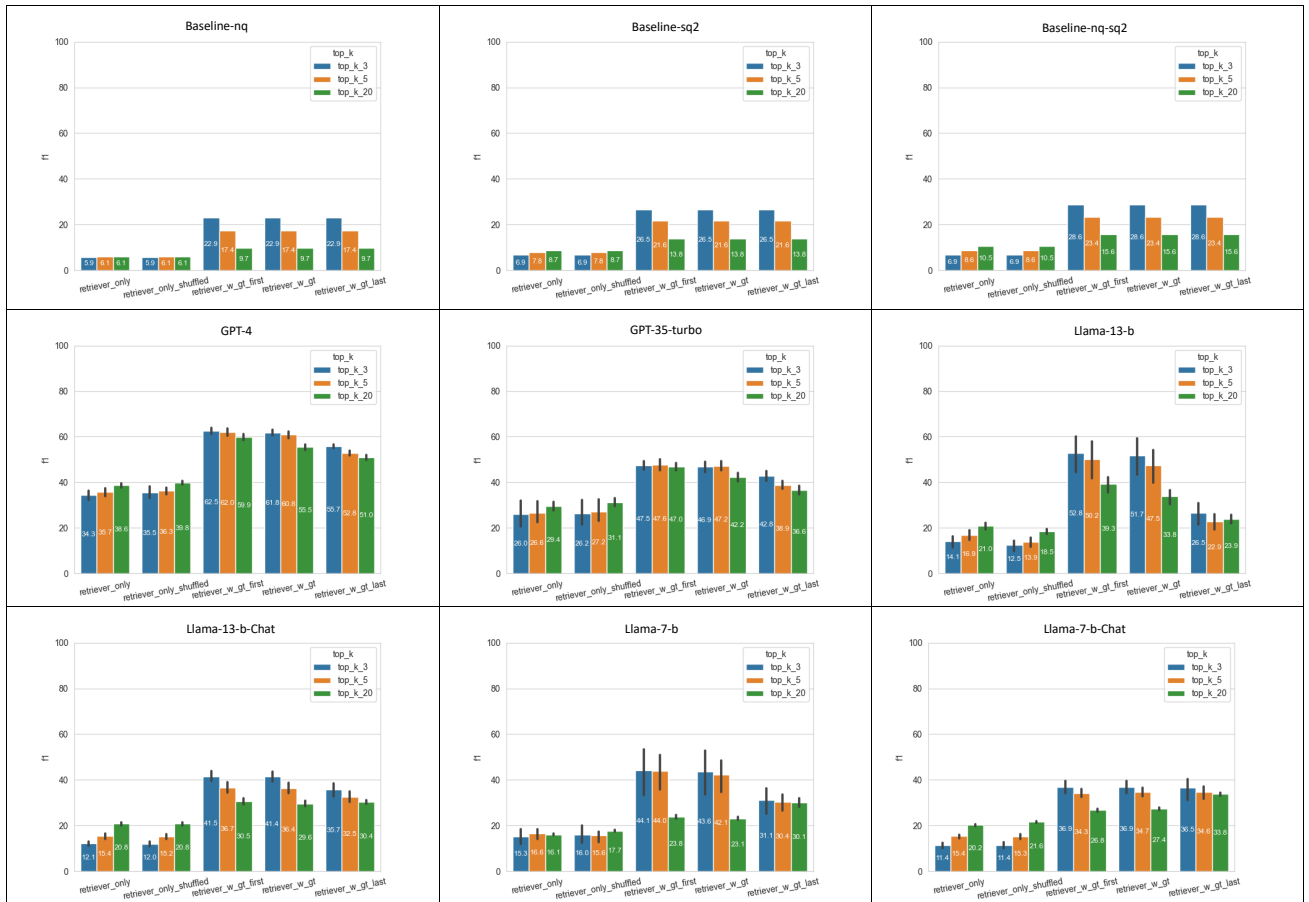 Baseline-nq
100
80
60
40
20
0
f1
top_k
top_k_3
top_k_5
top_k_20
5.9 6.1 6.1 5.9 6.1 6.1 22.9 17.4 9.7 22.9 17.4 9.7 22.9 17.4 9.7
retriever_only retriever_only_shuffled retriever_w_gt_first retriever_w_gt retriever_w_gt_last
Baseline-sq2
100
80
60
40
20
0
f1
top_k
top_k_3
top_k_5
top_k_20
6.9 7.8 8.7 6.9 7.8 8.7 26.5 21.6 13.8 26.5 21.6 13.8 26.5 21.6 13.8
retriever_only retriever_only_shuffled retriever_w_gt_first retriever_w_gt retriever_w_gt_last
Baseline-nq-sq2
100
80
60
40
20
0
f1
top_k
top_k_3
top_k_5
top_k_20
6.9 8.6 10.5 6.9 8.6 10.5 28.6 23.4 15.6 28.6 23.4 15.6 28.6 23.4 15.6
retriever_only retriever_only_shuffled retriever_w_gt_first retriever_w_gt retriever_w_gt_last
GPT-4
100
80
60
40
20
0
f1
top_k
top_k_3
top_k_5
top_k_20
34.3 35.7 38.6 35.5 36.3 39.8 62.5 62.0 59.9 61.8 60.8 55.5 55.7 52.8 51.0
retriever_only retriever_only_shuffled retriever_w_gt_first retriever_w_gt retriever_w_gt_last
GPT-35-turbo
100
80
60
40
20
0
f1
top_k
top_k_3
top_k_5
top_k_20
26.0 26.6 29.4 26.2 27.2 31.1 47.5 47.6 47.0 46.9 47.2 42.2 42.8 38.9 36.6
retriever_only retriever_only_shuffled retriever_w_gt_first retriever_w_gt retriever_w_gt_last
Llama-13-b
100
80
60
40
20
0
f1
top_k
top_k_3
top_k_5
top_k_20
14.1 16.9 21.0 12.5 13.9 18.5 52.8 50.2 39.3 51.7 47.5 33.8 26.5 22.9 23.9
retriever_only retriever_only_shuffled retriever_w_gt_first retriever_w_gt retriever_w_gt_last
Llama-13-b-Chat
100
80
60
40
20
0
f1
top_k
top_k_3
top_k_5
top_k_20
12.1 15.4 20.8 12.0 15.2 20.8 41.5 36.7 30.5 41.4 36.4 29.6 35.7 32.5 30.4
retriever_only retriever_only_shuffled retriever_w_gt_first retriever_w_gt retriever_w_gt_last
Llama-7-b
100
80
60
40
20
0
f1
top_k
top_k_3
top_k_5
top_k_20
15.3 16.6 16.1 16.0 15.6 17.7 44.1 44.0 23.8 43.6 42.1 23.1 31.1 30.4 30.1
retriever_only retriever_only_shuffled retriever_w_gt_first retriever_w_gt retriever_w_gt_last
Llama-7-b-Chat
100
80
60
40
20
0
f1
top_k
top_k_3
top_k_5
top_k_20
11.4 15.4 20.2 11.4 15.3 21.6 36.9 34.3 26.8 36.9 34.7 27.4 36.5 34.6 33.8
retriever_only retriever_only_shuffled retriever_w_gt_first retriever_w_gt retriever_w_gt_last